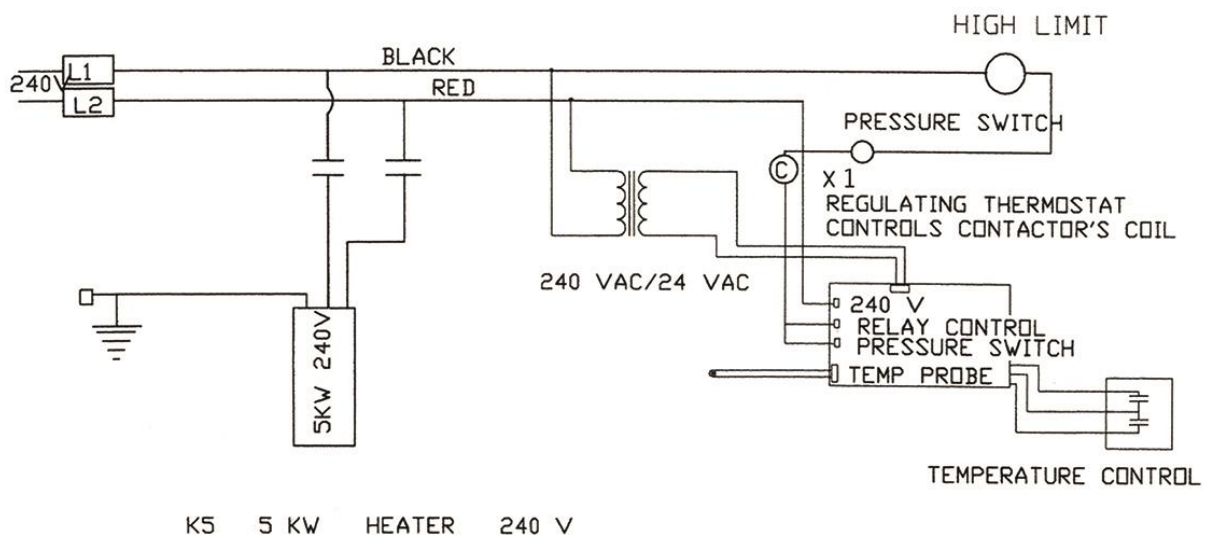 HIGH LIMIT
BLACK
L1
240V
RED
L2
PRESSURE SWITCH
C
X1
REGULATING THERMOSTAT
CONTROLS CONTACTOR'S COIL
240 VAC/24 VAC
240 V
RELAY CONTROL
PRESSURE SWITCH
TEMP PROBE
5KW 240V
TEMPERATURE CONTROL
K5 5 KW HEATER 240 V